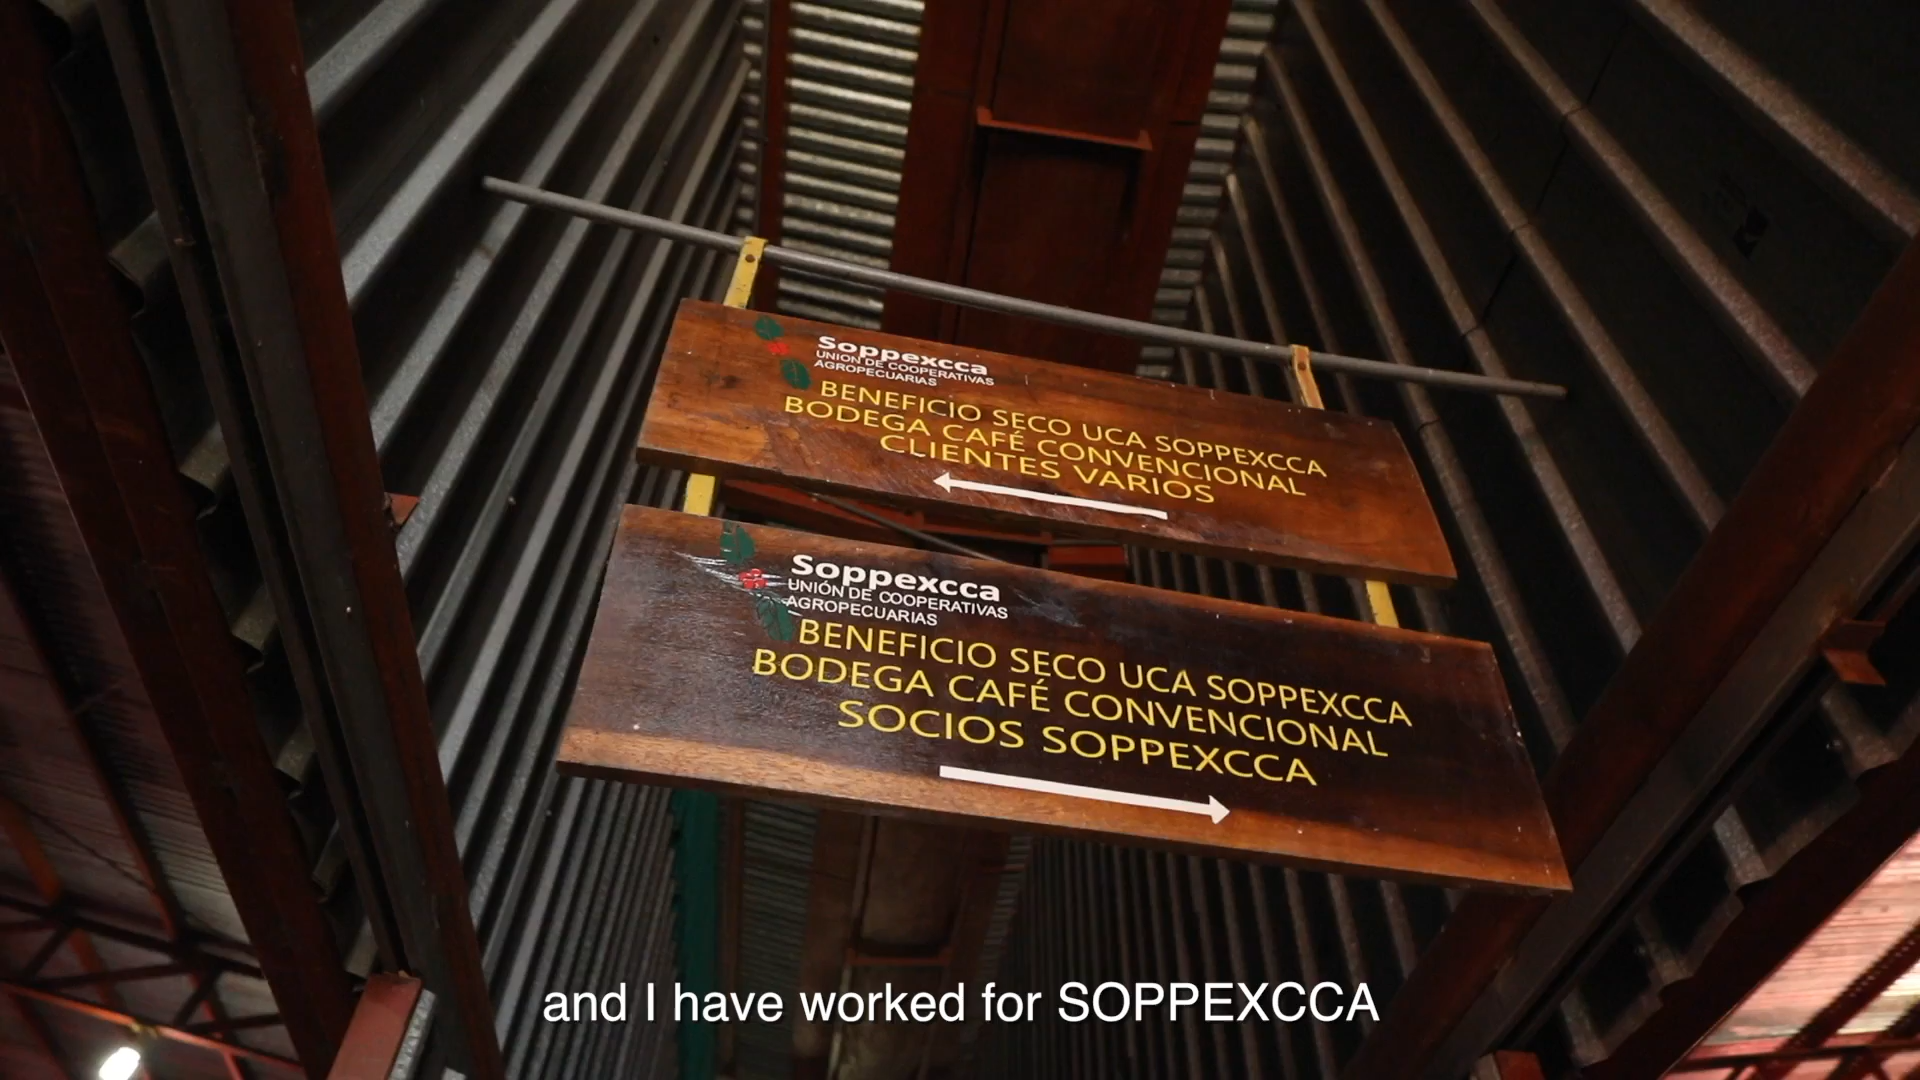 Soppexcca
UNION DE COOPERATIVAS
AGROPECUARIAS
BENEFICIO SECO UCA SOPPEXCCA
BODEGA CAFÉ CONVENCIONAL
CLIENTES VARIOS
Soppexcca
UNIÓN DE COOPERATIVAS
AGROPECUARIAS
BENEFICIO SECO UCA SOPPEXCCA
BODEGA CAFÉ CONVENCIONAL
SOCIOS SOPPEXCCA
and I have worked for SOPPEXCCA